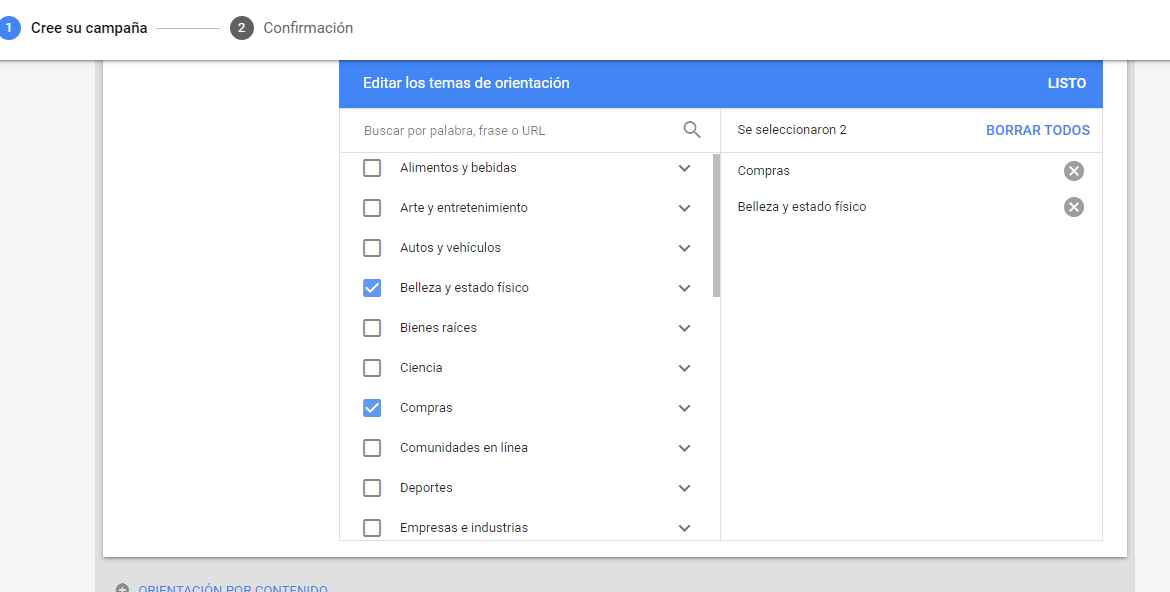 1 Cree su campaña 2 Confirmación
Editar los temas de orientación LISTO
Buscar por palabra, frase o URL Se seleccionaron 2 BORRAR TODOS
Alimentos y bebidas Compras
Arte y entretenimiento Belleza y estado físico
Autos y vehículos
Belleza y estado físico
Bienes raíces
Ciencia
Compras
Comunidades en línea
Deportes
Empresas e industrias
ORIENTACIÓN POR CONTENIDO